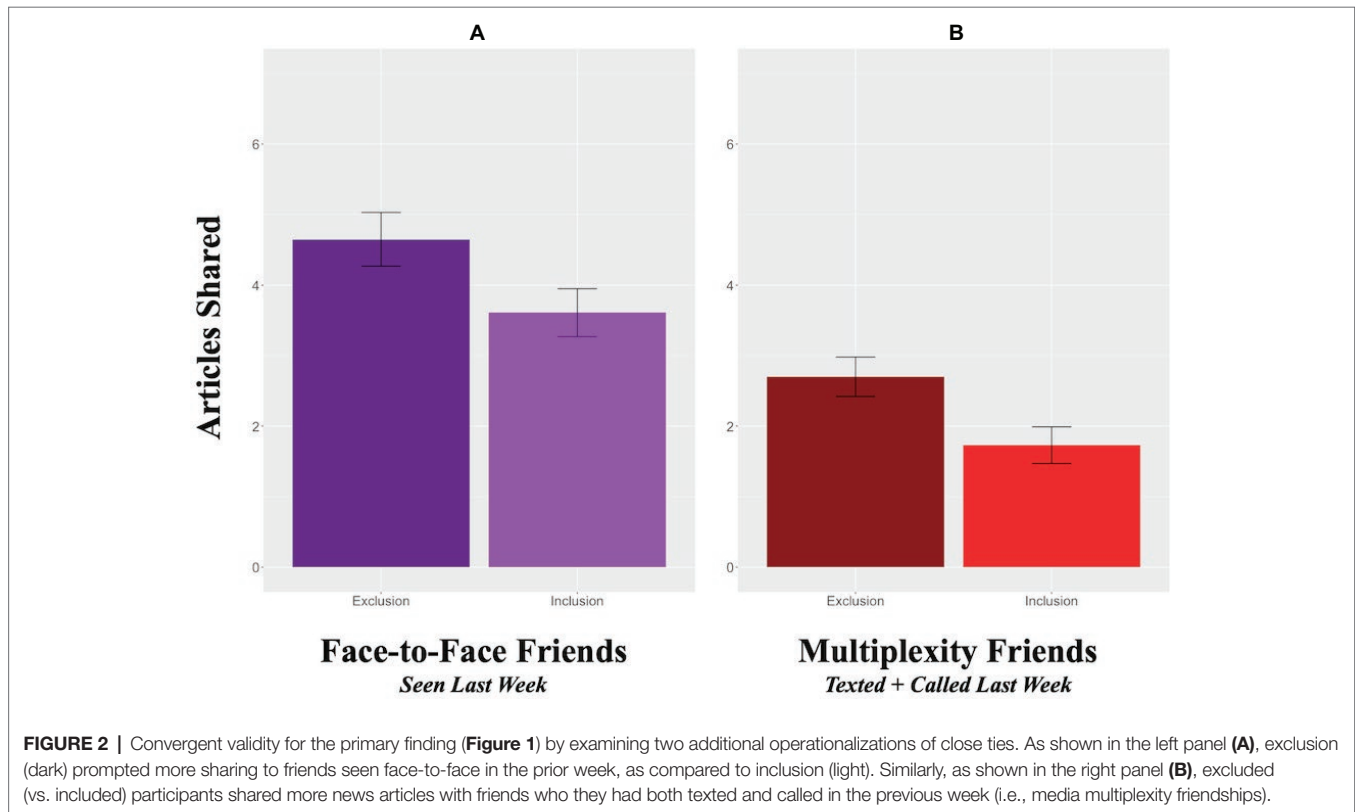 A
B
6
4
2
0
Articles Shared
Exclusion
Inclusion
Face-to-Face Friends
Seen Last Week
6
4
2
0
Exclusion
Inclusion
Multiplexity Friends
Texted + Called Last Week
FIGURE 2 | Convergent validity for the primary finding (Figure 1) by examining two additional operationalizations of close ties. As shown in the left panel (A), exclusion
(dark) prompted more sharing to friends seen face-to-face in the prior week, as compared to inclusion (light). Similarly, as shown in the right panel (B), excluded
(vs. included) participants shared more news articles with friends who they had both texted and called in the previous week (i.e., media multiplexity friendships).